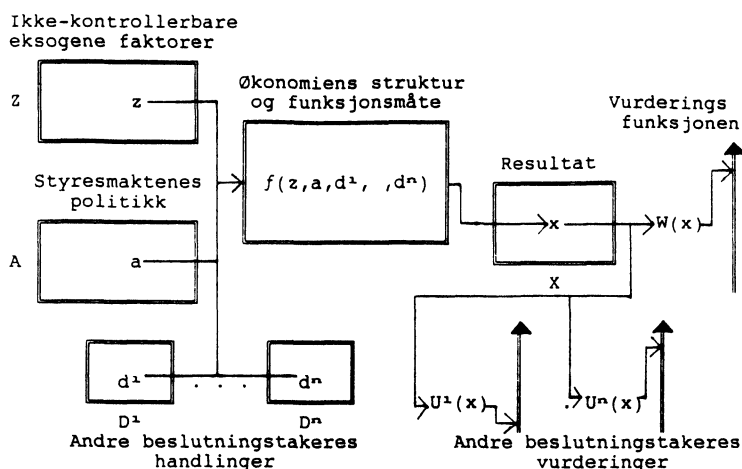 Ikke-kontrollerbare
eksogene faktorer
Z
z
Økonomiens struktur
og funksjonsmåte
f(z,a,d¹, ,dⁿ)
Vurderings
funksjonen
Styresmaktenes
politikk
A
a
Resultat
x
W(x)
X
d¹ . . . dⁿ
D¹ Dⁿ
Andre beslutningstakeres
handlinger
U¹(x) . Uⁿ(x)
Andre beslutningstakeres
vurderinger